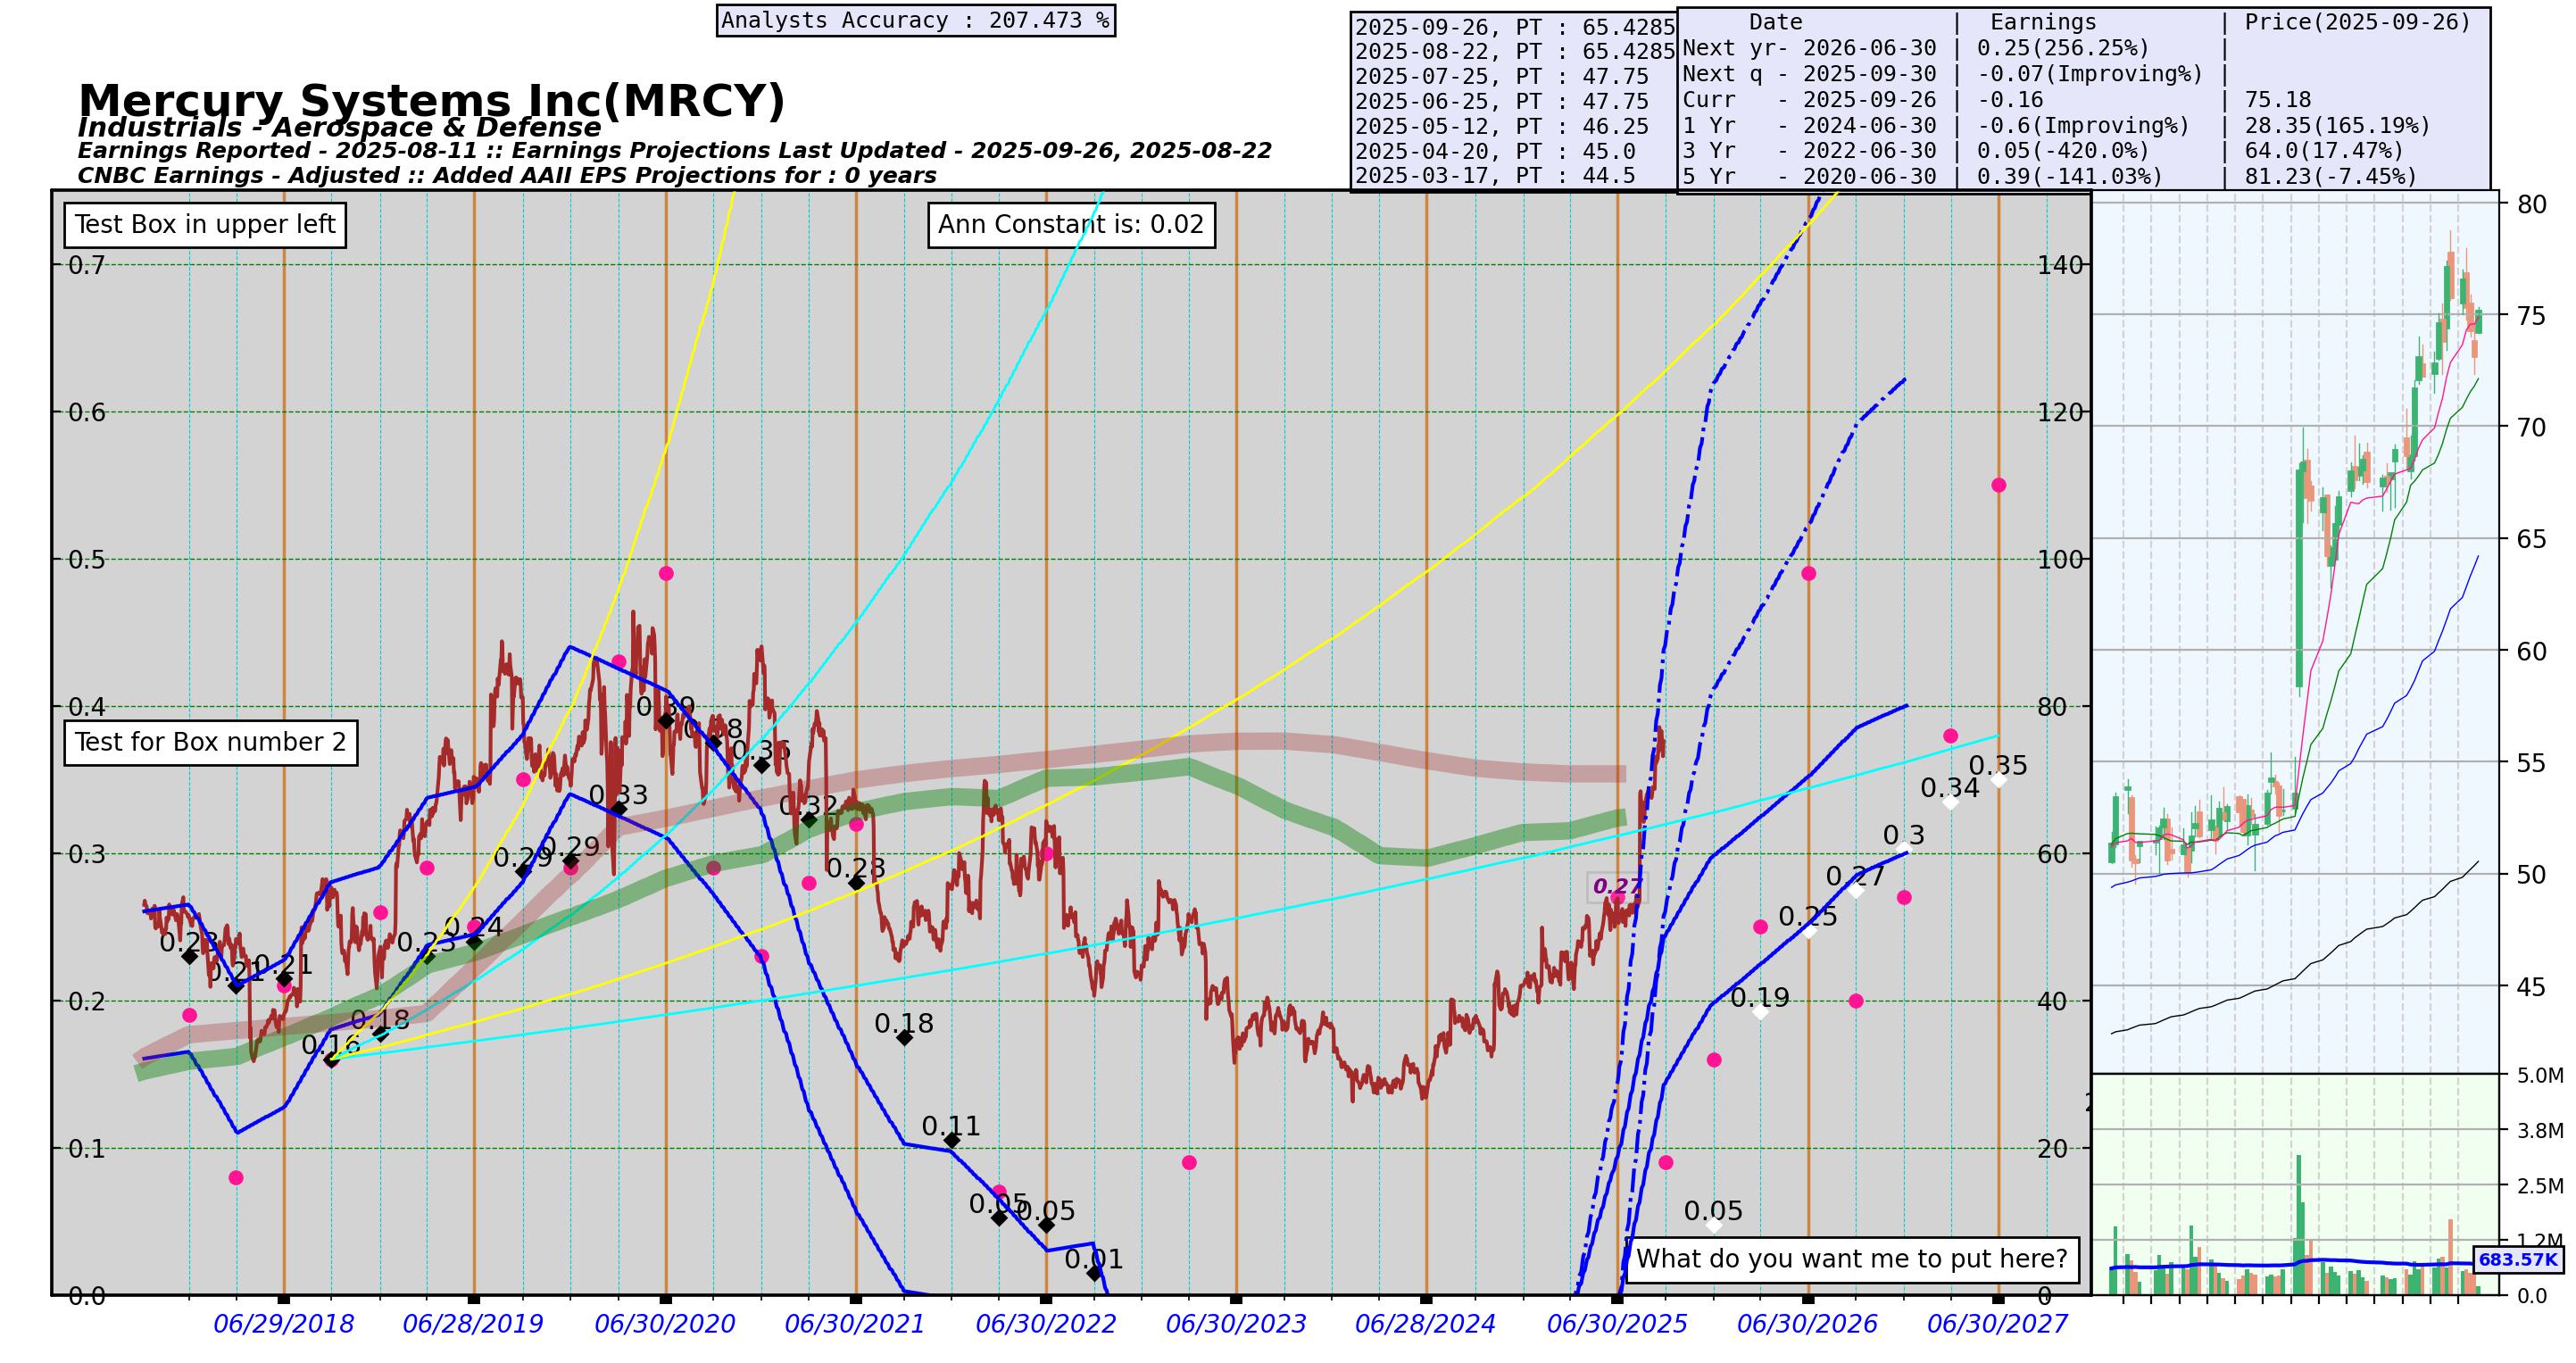 Analysts Accuracy : 207.473 %
2025-09-26, PT : 65.4285
2025-08-22, PT : 65.4285
2025-07-25, PT : 47.75
2025-06-25, PT : 47.75
2025-05-12, PT : 46.25
2025-04-20, PT : 45.0
2025-03-17, PT : 44.5
Date | Earnings | Price(2025-09-26)
Next yr- 2026-06-30 | 0.25(256.25%) |
Next q - 2025-09-30 | -0.07(Improving%) |
Curr - 2025-09-26 | -0.16 | 75.18
1 Yr - 2024-06-30 | -0.6(Improving%) | 28.35(165.19%)
3 Yr - 2022-06-30 | 0.05(-420.0%) | 64.0(17.47%)
5 Yr - 2020-06-30 | 0.39(-141.03%) | 81.23(-7.45%)
Mercury Systems Inc(MRCY)
Industrials - Aerospace & Defense
Earnings Reported - 2025-08-11 :: Earnings Projections Last Updated - 2025-09-26, 2025-08-22
CNBC Earnings - Adjusted :: Added AAII EPS Projections for : 0 years
Test Box in upper left
Ann Constant is: 0.02
Test for Box number 2
What do you want me to put here?
0.7
0.6
0.5
0.4
0.3
0.2
0.1
0.0
0.23
0.21
0.21
0.16
0.18
0.23
0.24
0.29
0.29
0.33
0.39
0.38
0.36
0.32
0.28
0.18
0.11
0.05
0.05
0.01
0.27
0.05
0.19
0.25
0.27
0.3
0.34
0.35
140
120
100
80
60
40
20
0
80
75
70
65
60
55
50
45
5.0M
3.8M
2.5M
1.2M
683.57K
0.0
06/29/2018
06/28/2019
06/30/2020
06/30/2021
06/30/2022
06/30/2023
06/28/2024
06/30/2025
06/30/2026
06/30/2027